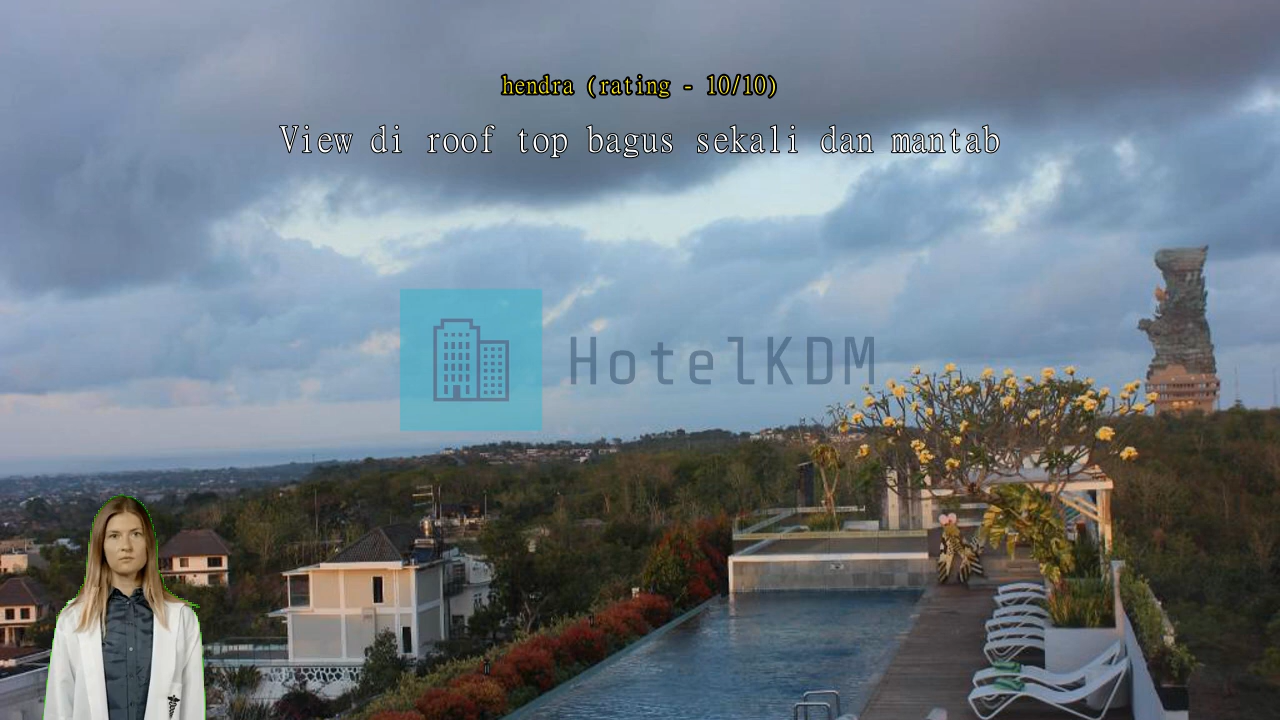 hendra (rating - 10/10)
View di roof top bagus sekali dan mantab
HotelKDM